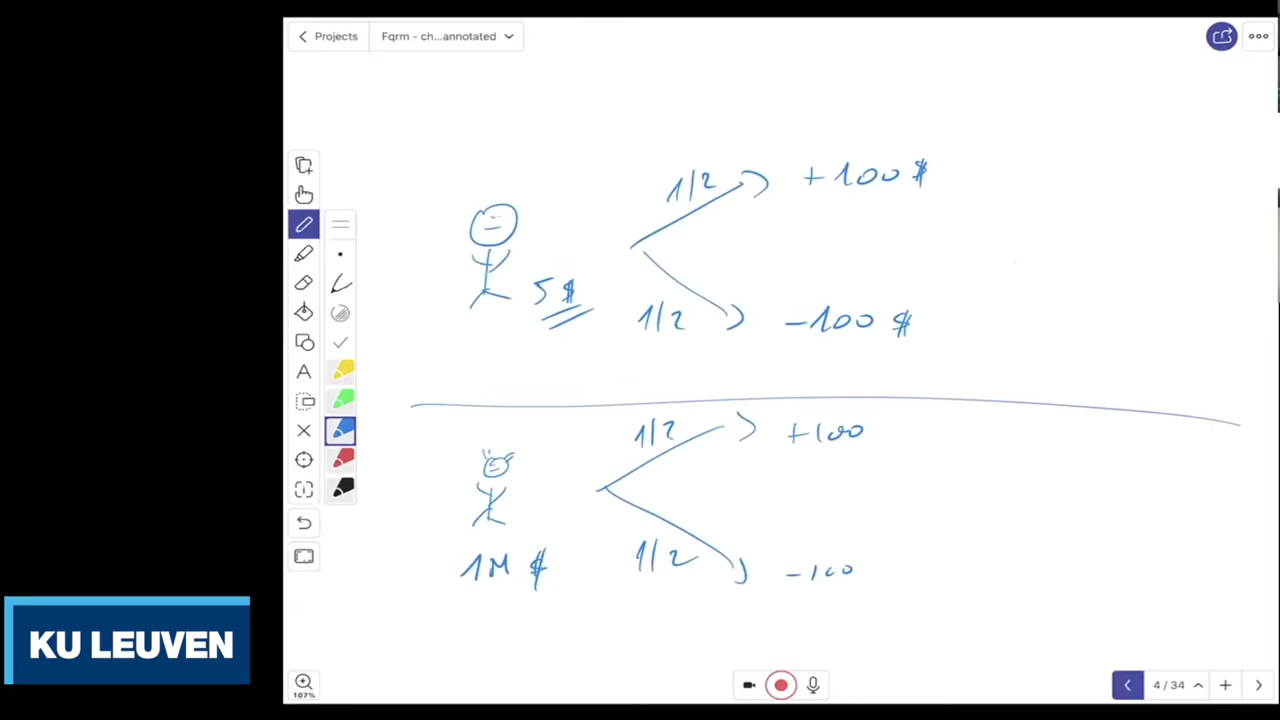 Projects
Fqrm - ch...annotated
1/2
+100 $
5 $
1/2
-100 $
1/2
+100
1M $
1/2
-100
KU LEUVEN
A
107%
4 / 34